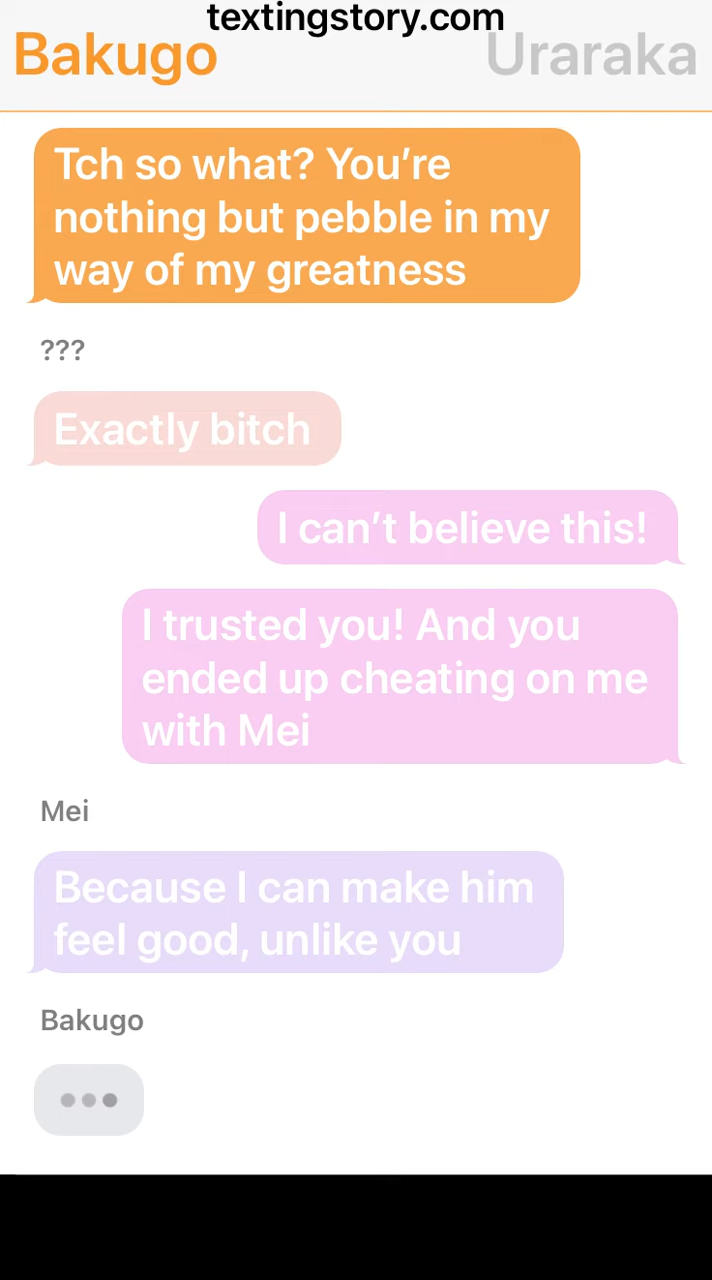 textingstory.com
Bakugo Uraraka
Tch so what? You’re
nothing but pebble in my
way of my greatness
???
Exactly bitch
I can’t believe this!
I trusted you! And you
ended up cheating on me
with Mei
Mei
Because I can make him
feel good, unlike you
Bakugo